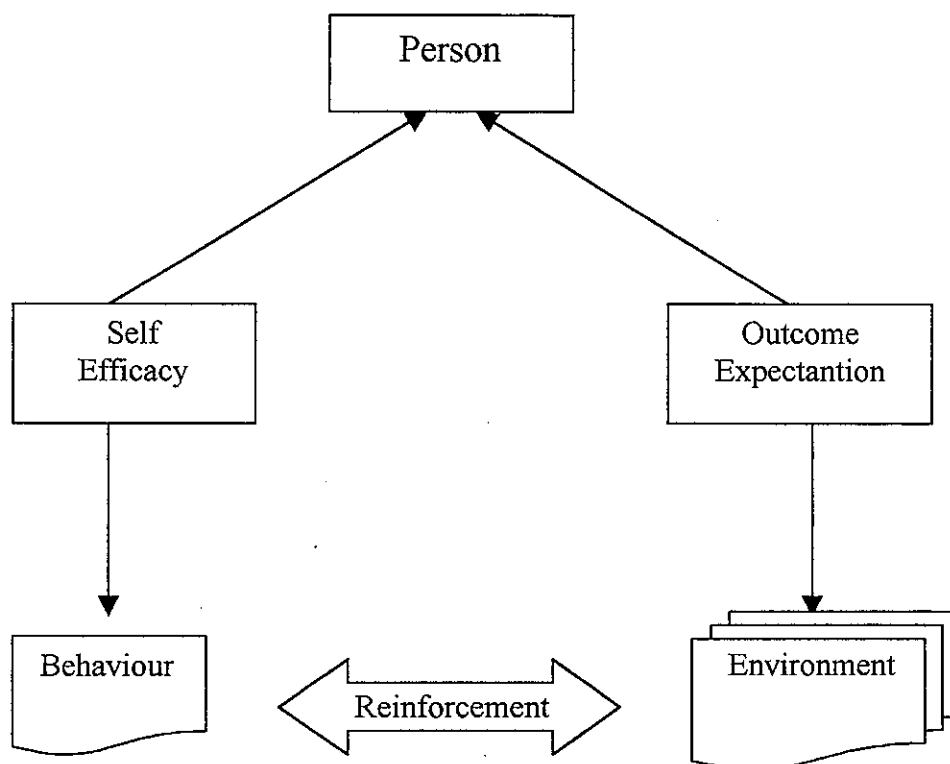 Person
Self
Efficacy
Outcome
Expectantion
Behaviour
Reinforcement
Environment